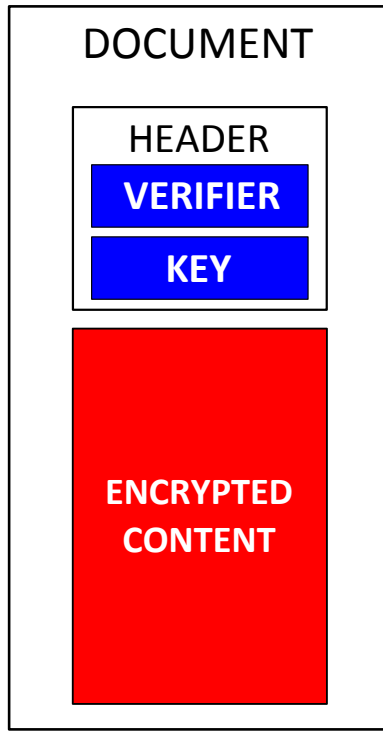 DOCUMENT
HEADER
VERIFIER
KEY
ENCRYPTED
CONTENT